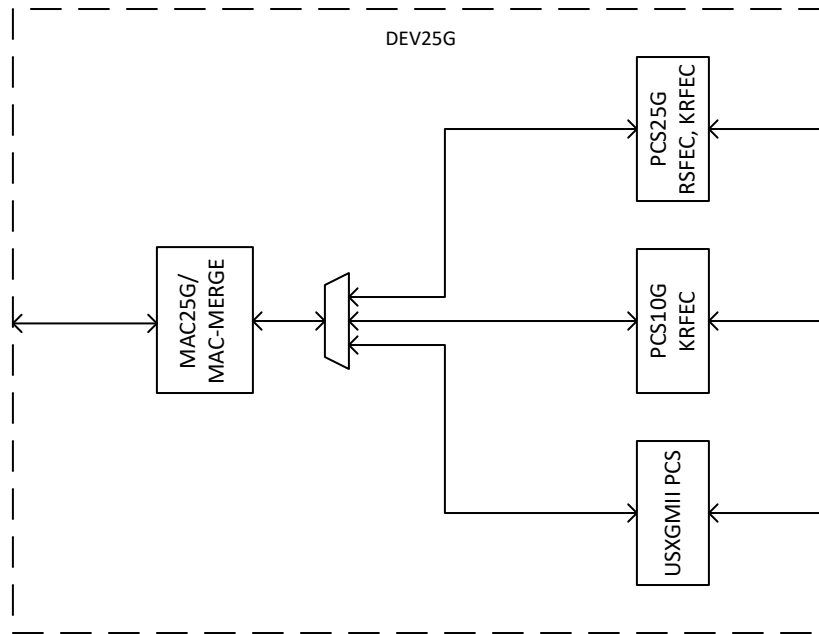 DEV25G
PCS25G
RSFEC, KRFEC
MAC25G/
MAC-MERGE
PCS10G
KRFEC
USXGMII PCS